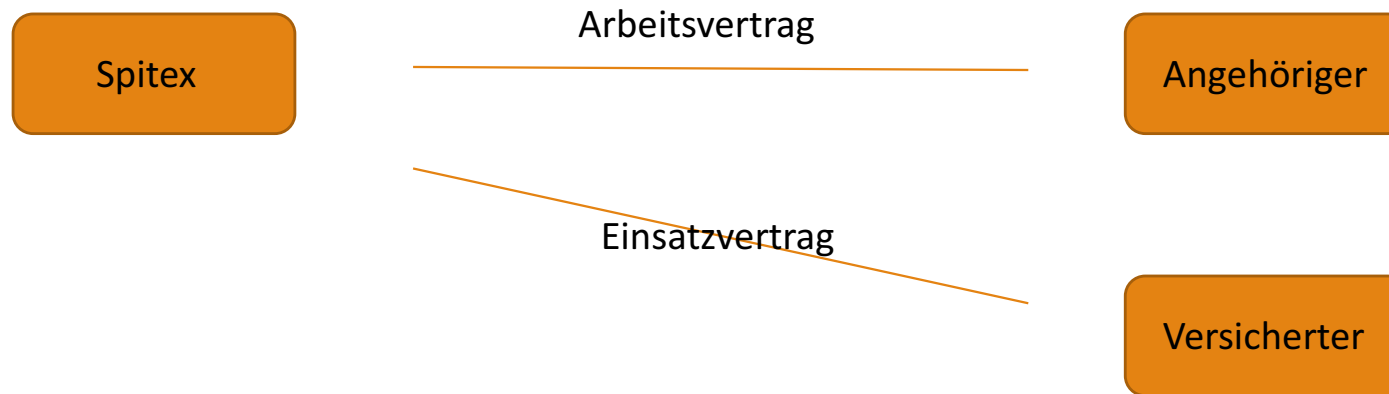 Arbeitsvertrag
Spitex
Angehöriger
Einsatzvertrag
Versicherter